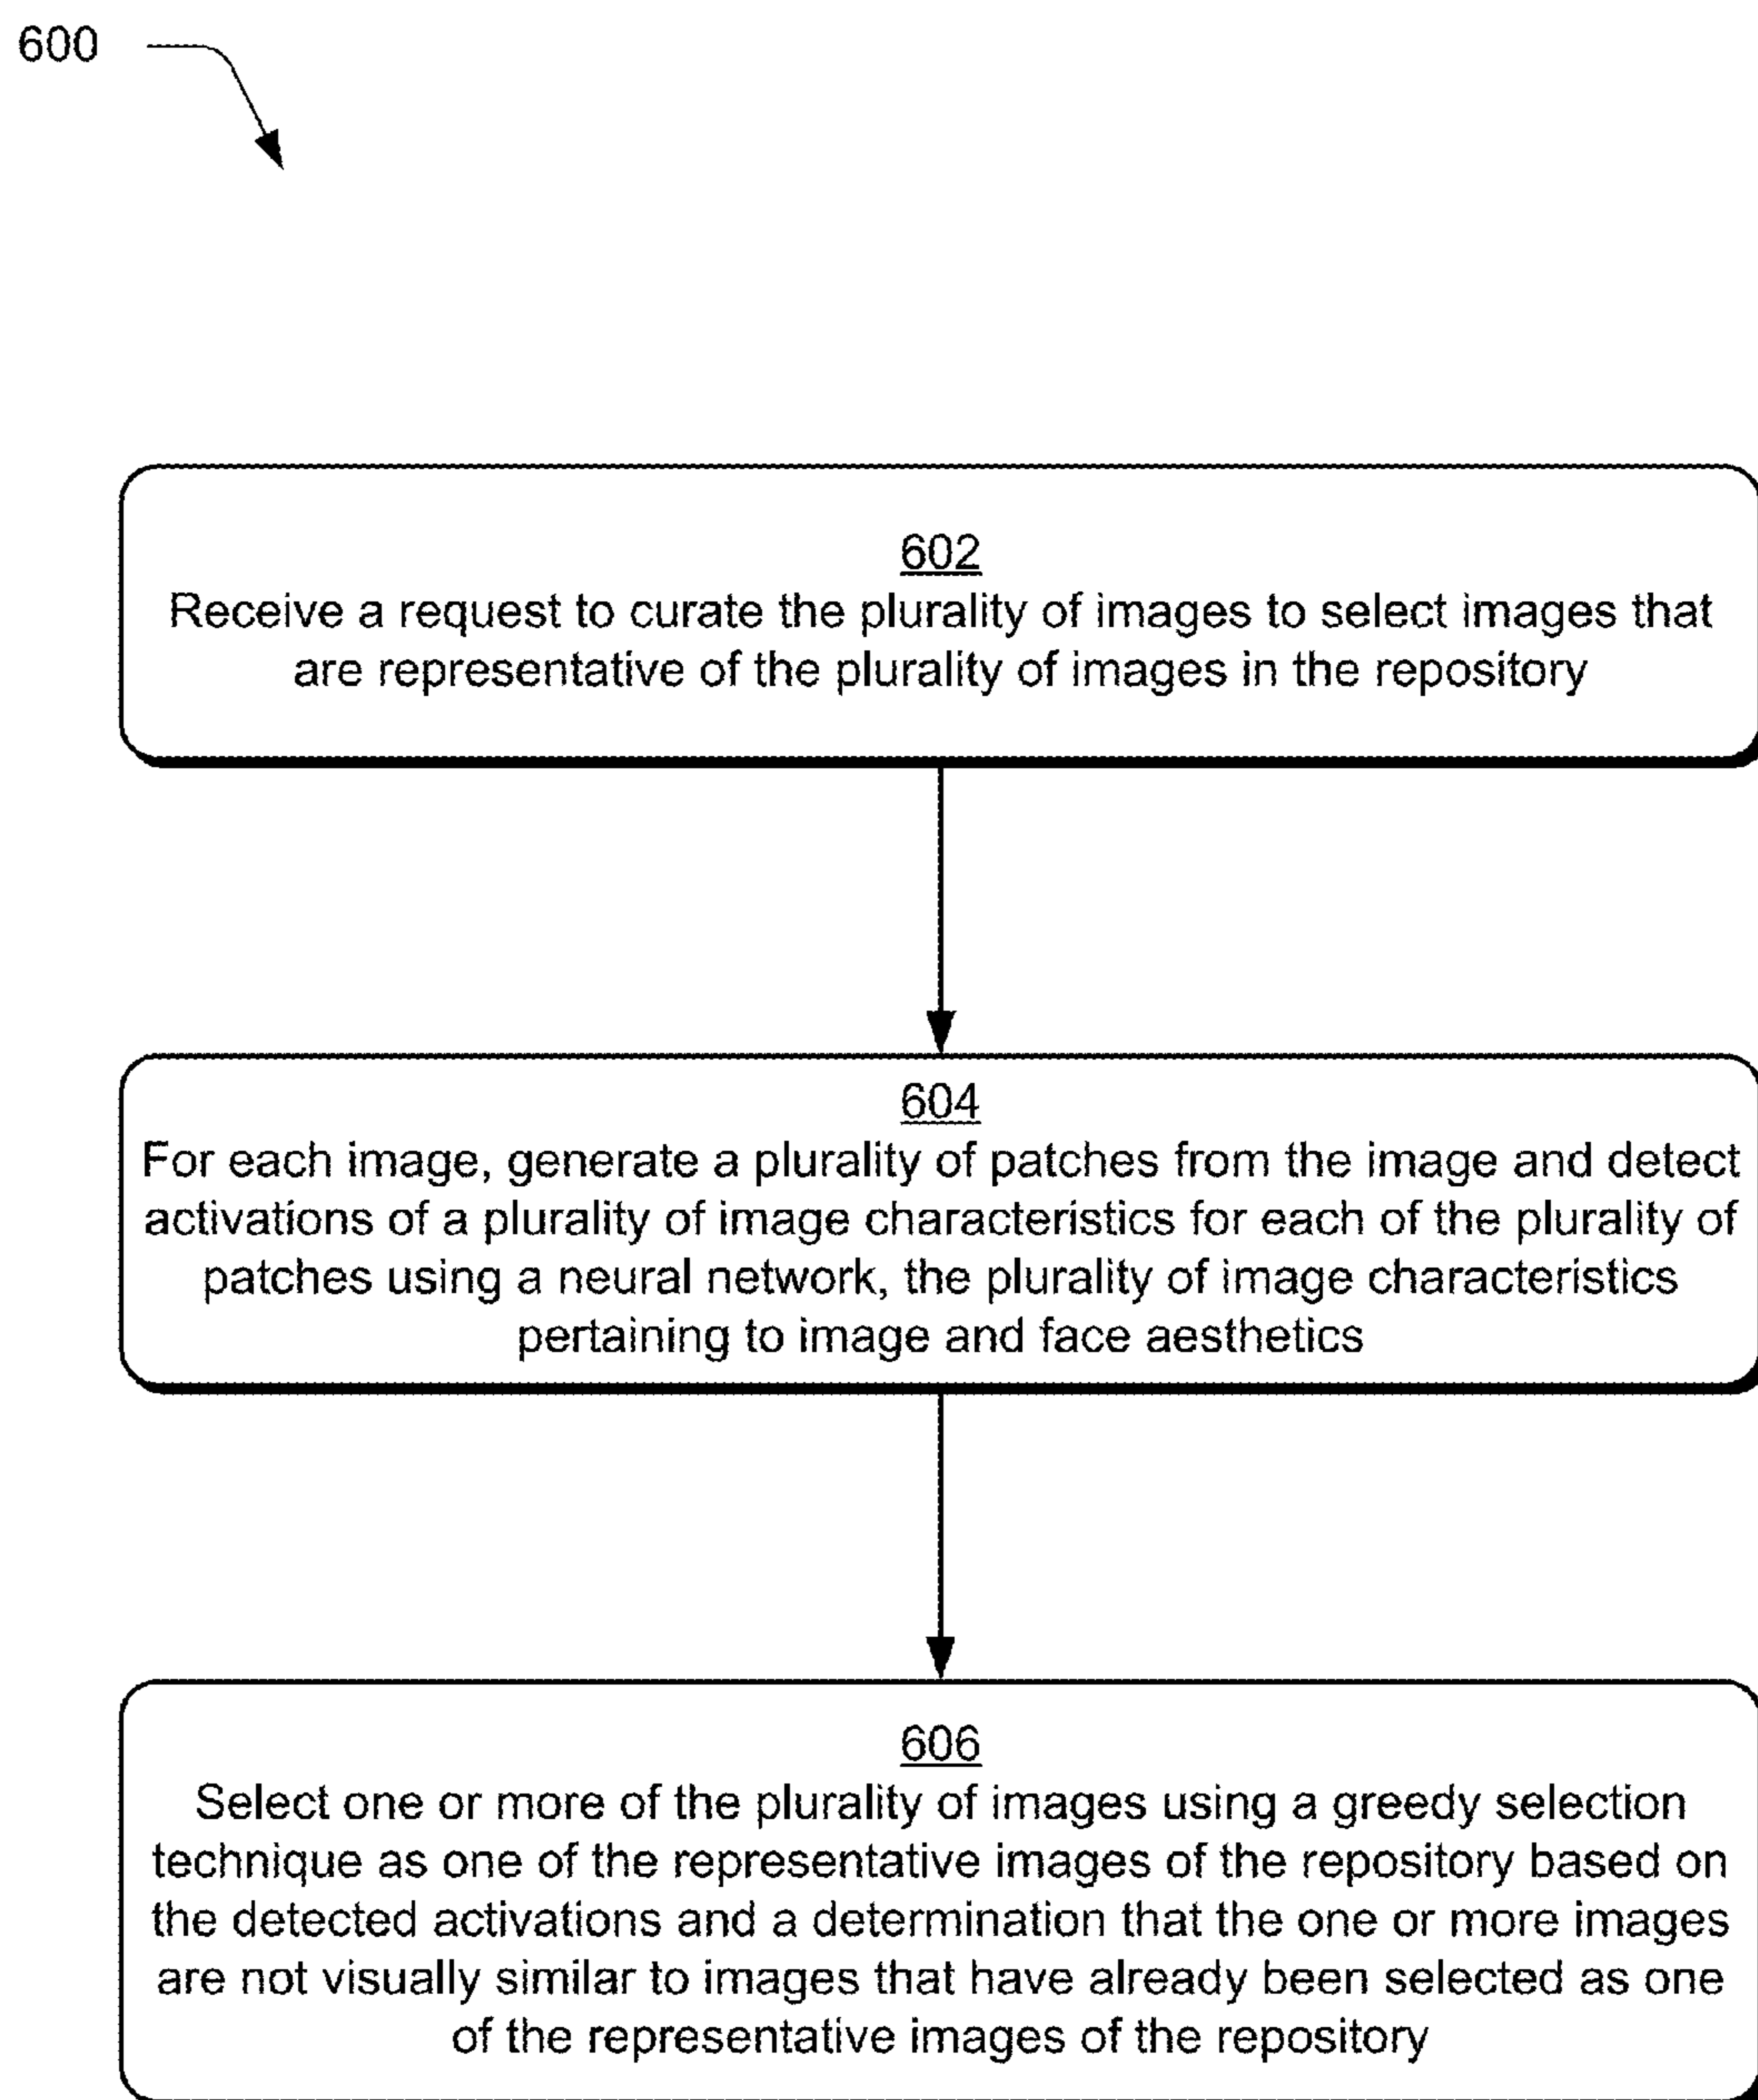 600
602
Receive a request to curate the plurality of images to select images that
are representative of the plurality of images in the repository
604
For each image, generate a plurality of patches from the image and detect
activations of a plurality of image characteristics for each of the plurality of
patches using a neural network, the plurality of image characteristics
pertaining to image and face aesthetics
606
Select one or more of the plurality of images using a greedy selection
technique as one of the representative images of the repository based on
the detected activations and a determination that the one or more images
are not visually similar to images that have already been selected as one
of the representative images of the repository